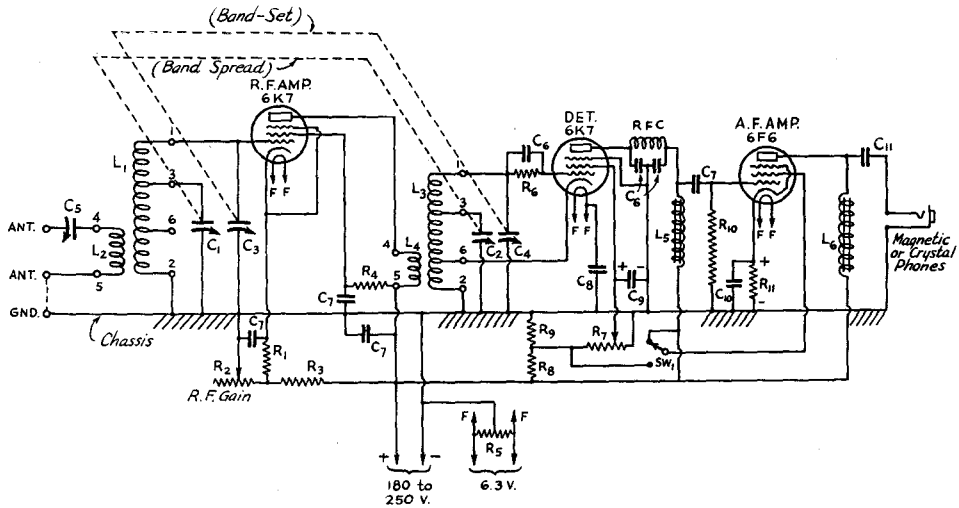 (Band-Set)
(Band Spread)
R.F.AMP.
6K7
DET.
6K7
RFC
A.F.AMP.
6F6
C11
1
L1
3
6
2
C5
ANT.
4
L2
ANT.
5
GND.
Chassis
C1
C3
F F
C7
R1
R2
R.F. Gain
R3
R4
C7
C7
4
L4
5
L3
1
3
6
2
C2
C4
C6
R6
F F
C8
C6
+ -
C9
R9
R8
R7
SW1
L5
C7
R10
C10
F F
+
R11
-
L6
Magnetic
or Crystal
Phones
+ -
180 to
250 V.
F F
R5
6.3 V.